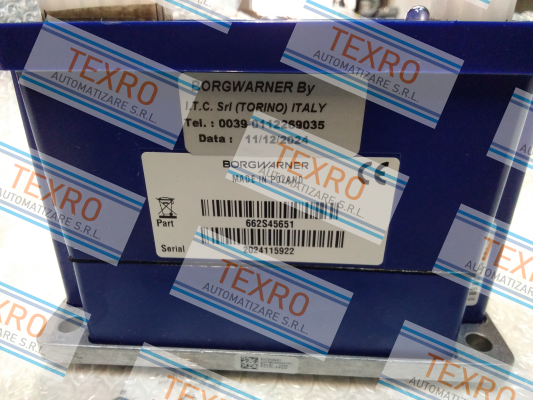 BORGWARNER By
I.T.C. Srl (TORINO) ITALY
Tel. : 0039 0112269035
Data : 11/12/2024
BORGWARNER
CE
MADE IN POLAND
Part
662S45651
Serial
2024115922
TEXRO
AUTOMATIZARE S.R.L.
TEXRO
AUTOMATIZARE S.R.L.
TEXRO
AUTOMATIZARE S.R.L.
TEXRO
AUTOMATIZARE S.R.L.
TEXRO
AUTOMATIZARE S.R.L.
TEXRO
AUTOMATIZARE S.R.L.
TEXRO